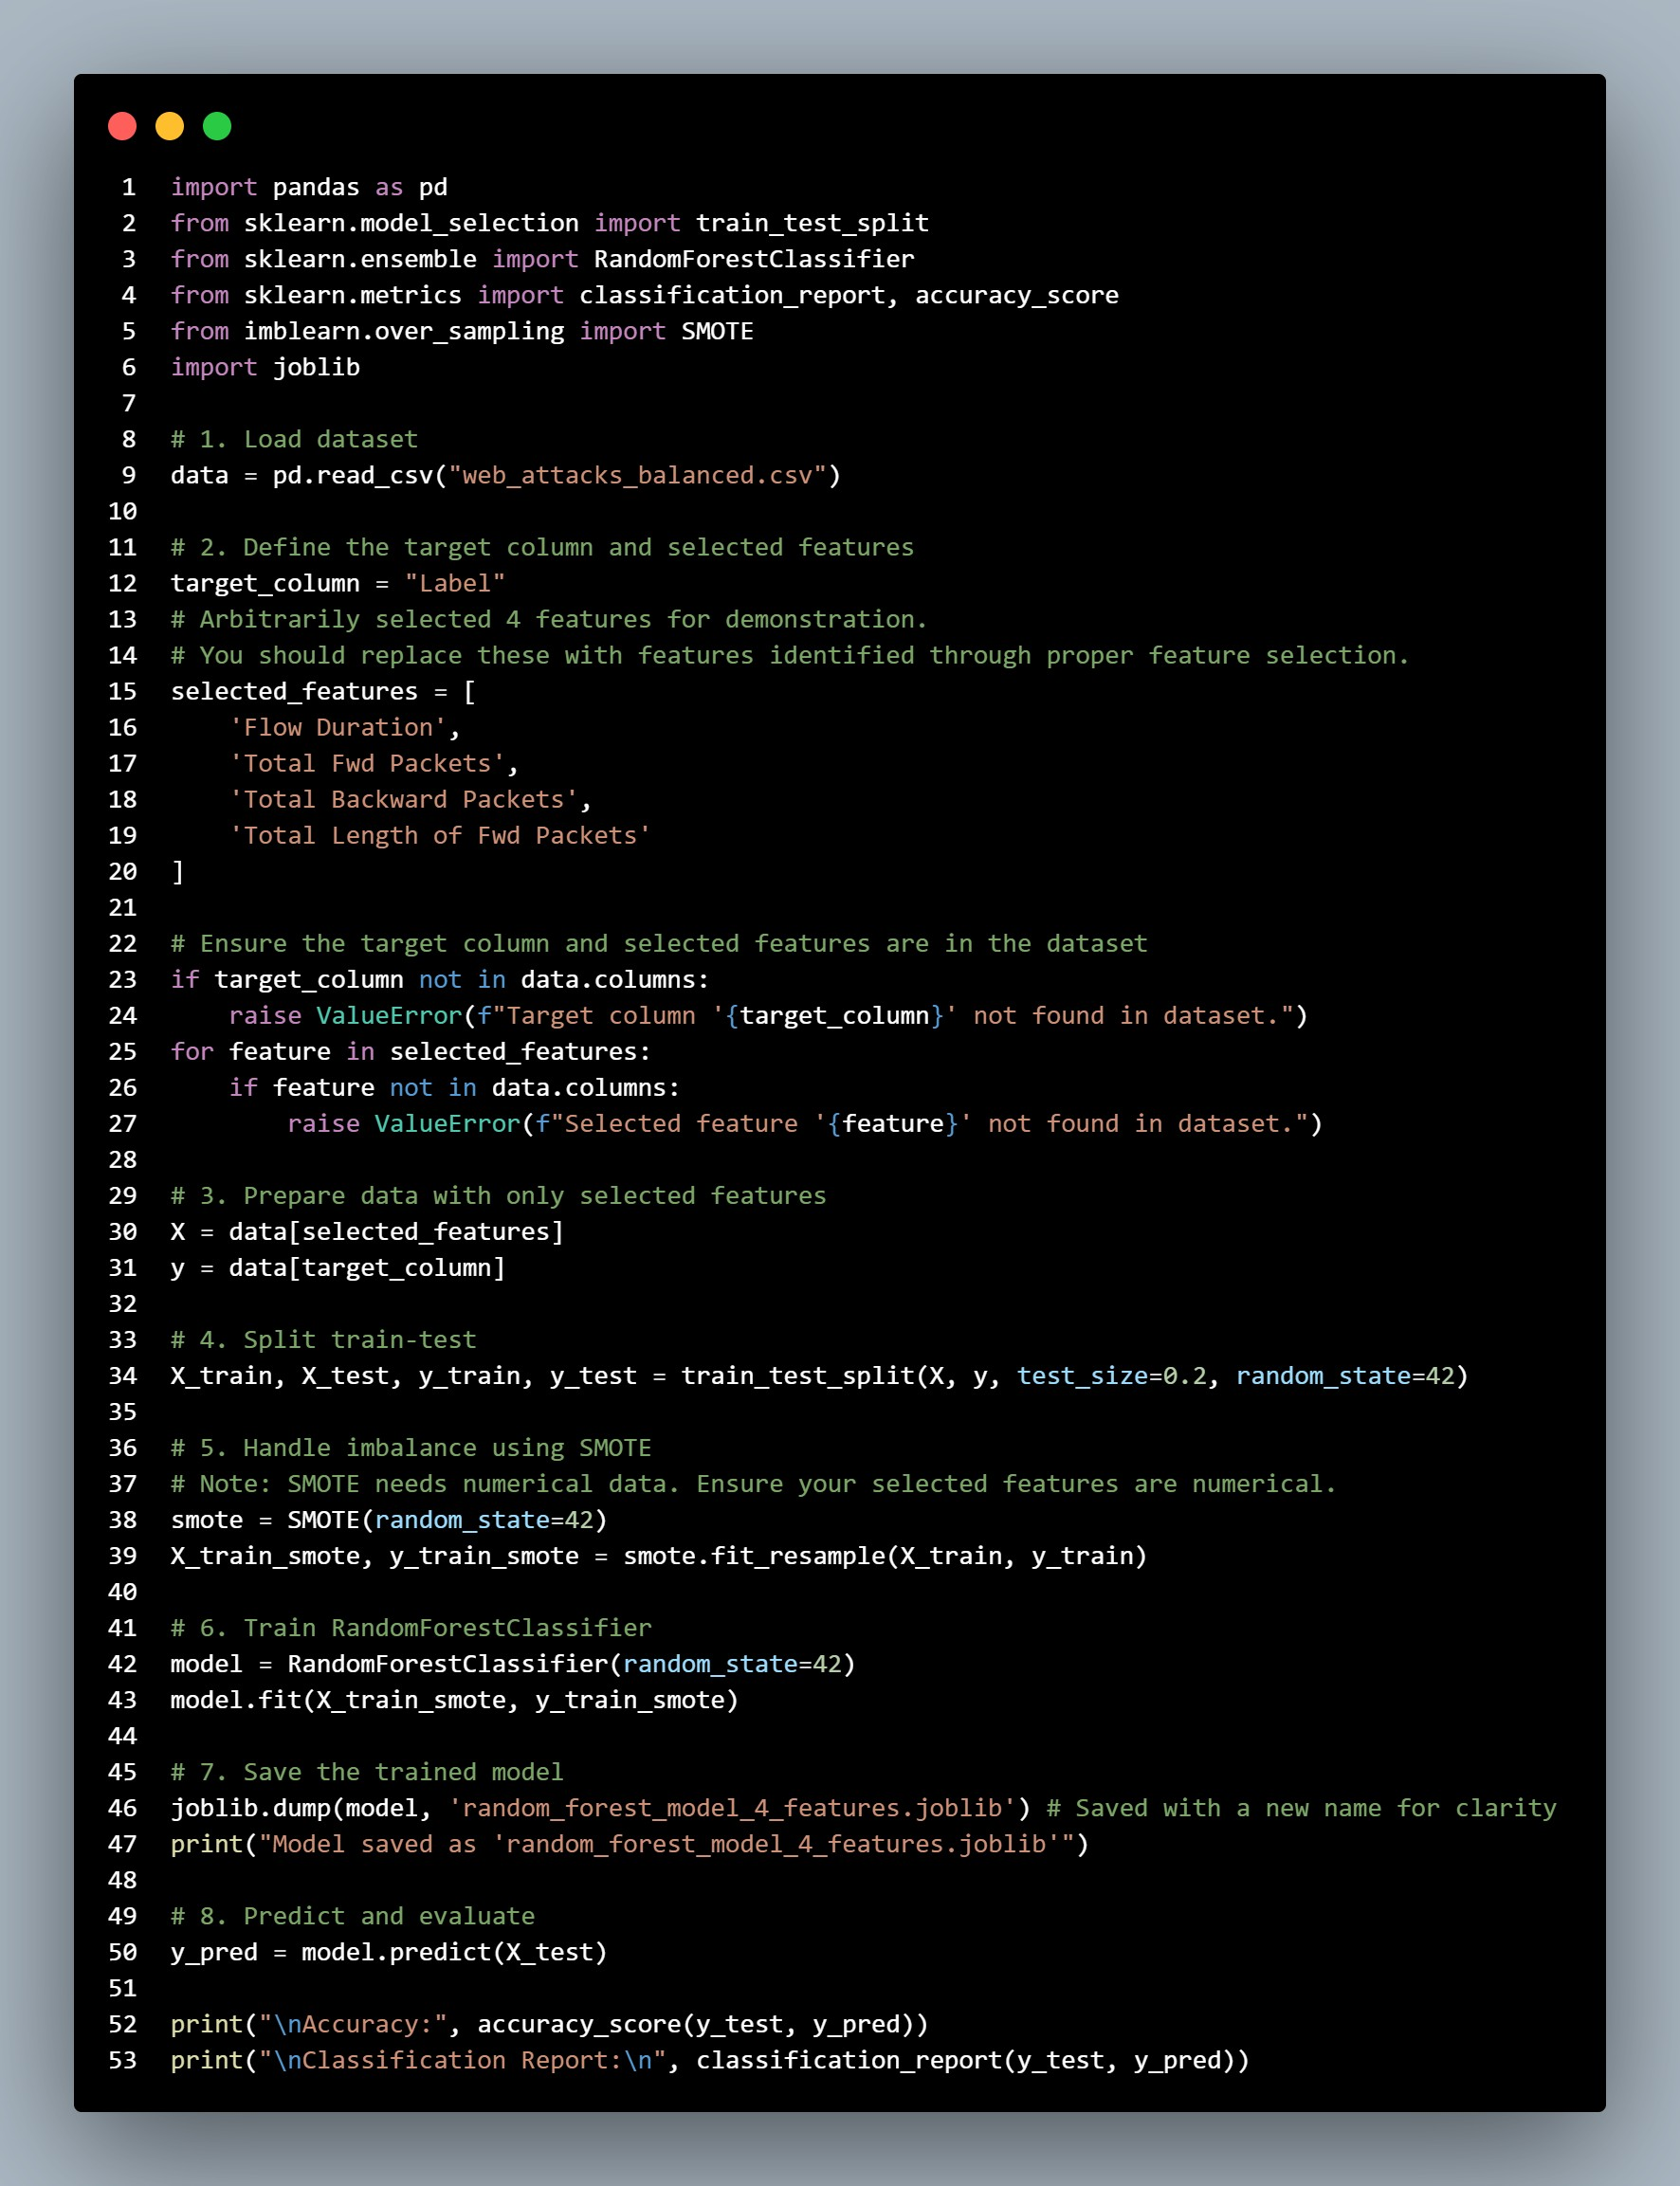 1 import pandas as pd
2 from sklearn.model_selection import train_test_split
3 from sklearn.ensemble import RandomForestClassifier
4 from sklearn.metrics import classification_report, accuracy_score
5 from imblearn.over_sampling import SMOTE
6 import joblib
7
8 # 1. Load dataset
9 data = pd.read_csv("web_attacks_balanced.csv")
10
11 # 2. Define the target column and selected features
12 target_column = "Label"
13 # Arbitrarily selected 4 features for demonstration.
14 # You should replace these with features identified through proper feature selection.
15 selected_features = [
16     'Flow Duration',
17     'Total Fwd Packets',
18     'Total Backward Packets',
19     'Total Length of Fwd Packets'
20 ]
21
22 # Ensure the target column and selected features are in the dataset
23 if target_column not in data.columns:
24     raise ValueError(f"Target column '{target_column}' not found in dataset.")
25 for feature in selected_features:
26     if feature not in data.columns:
27         raise ValueError(f"Selected feature '{feature}' not found in dataset.")
28
29 # 3. Prepare data with only selected features
30 X = data[selected_features]
31 y = data[target_column]
32
33 # 4. Split train-test
34 X_train, X_test, y_train, y_test = train_test_split(X, y, test_size=0.2, random_state=42)
35
36 # 5. Handle imbalance using SMOTE
37 # Note: SMOTE needs numerical data. Ensure your selected features are numerical.
38 smote = SMOTE(random_state=42)
39 X_train_smote, y_train_smote = smote.fit_resample(X_train, y_train)
40
41 # 6. Train RandomForestClassifier
42 model = RandomForestClassifier(random_state=42)
43 model.fit(X_train_smote, y_train_smote)
44
45 # 7. Save the trained model
46 joblib.dump(model, 'random_forest_model_4_features.joblib') # Saved with a new name for clarity
47 print("Model saved as 'random_forest_model_4_features.joblib'")
48
49 # 8. Predict and evaluate
50 y_pred = model.predict(X_test)
51
52 print("\nAccuracy:", accuracy_score(y_test, y_pred))
53 print("\nClassification Report:\n", classification_report(y_test, y_pred))